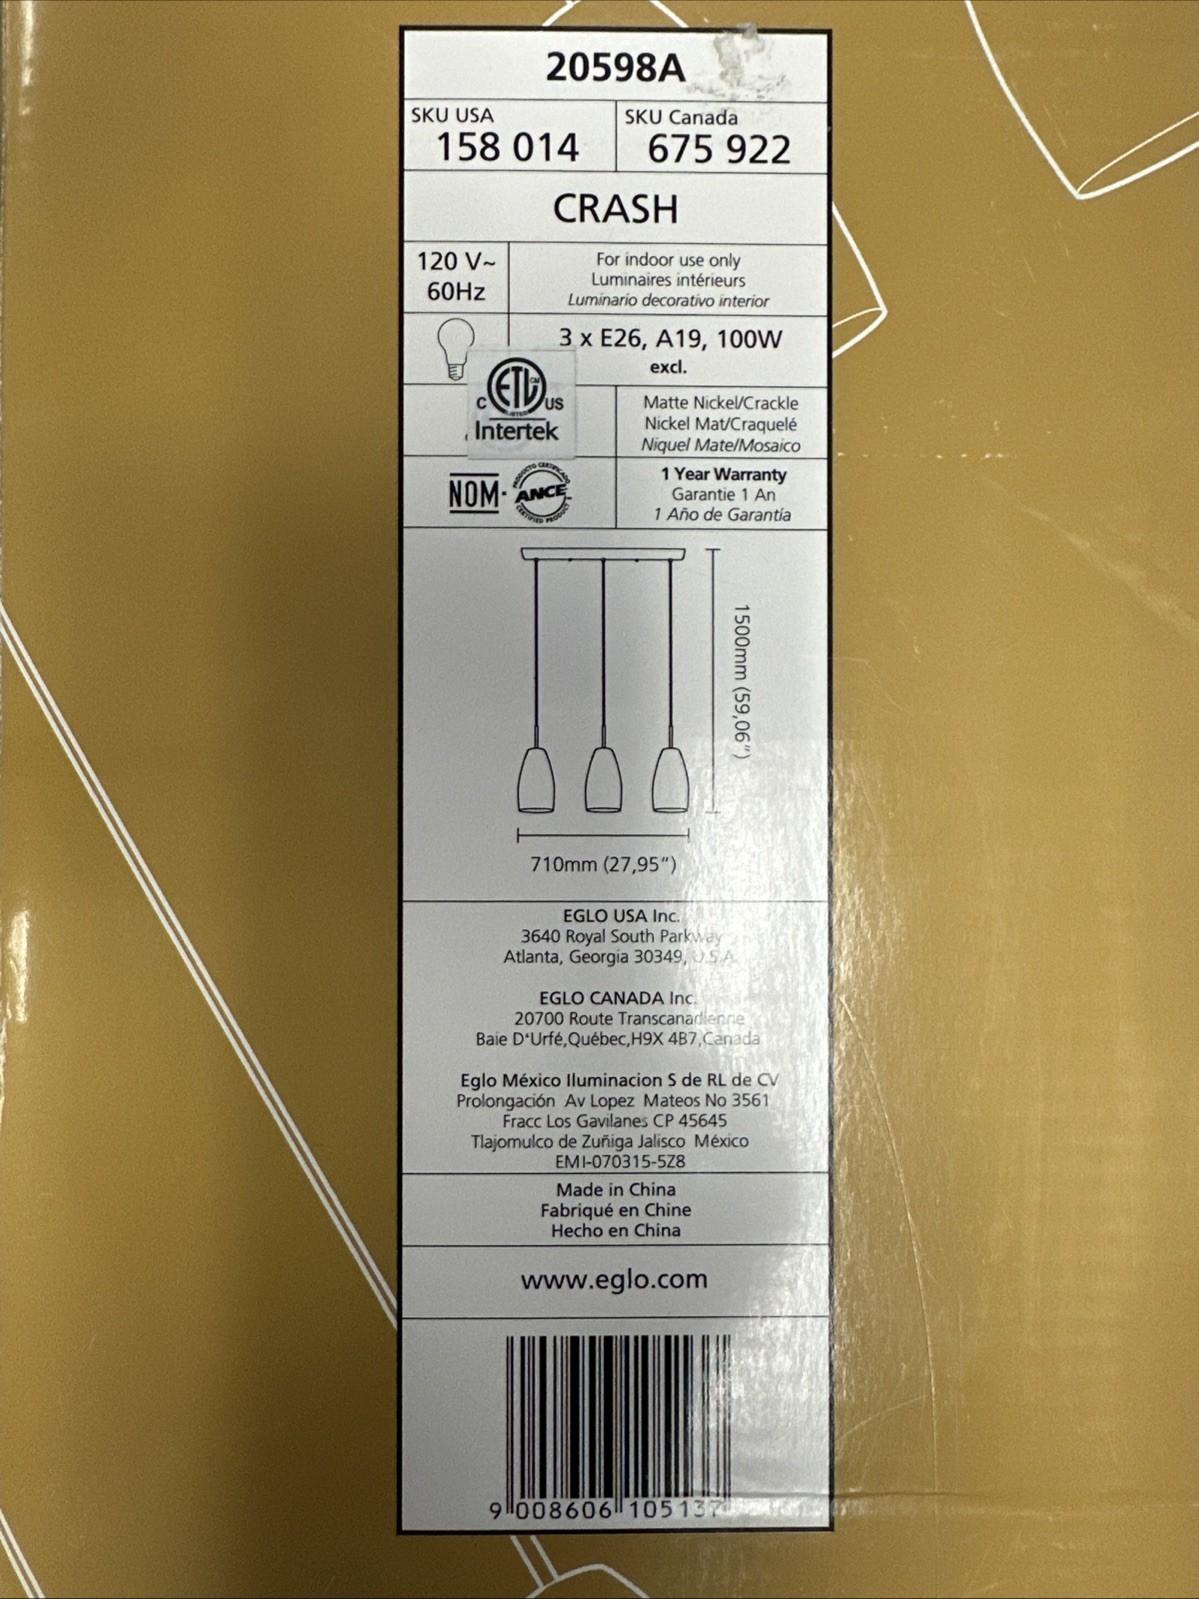 20598A
SKU USA
158 014
SKU Canada
675 922
CRASH
120 V~
60Hz
For indoor use only
Luminaires intérieurs
Luminario decorativo interior
3 x E26, A19, 100W
excl.
ETL CM
LISTED
C US
Intertek
Matte Nickel/Crackle
Nickel Mat/Craquelé
Niquel Mate/Mosaico
NOM-
PRODUCTO CERTIFICADO
ANCE
CERTIFIED PRODUCT
1 Year Warranty
Garantie 1 An
1 Año de Garantía
1500mm (59,06“)
710mm (27,95“)
EGLO USA Inc.
3640 Royal South Parkway
Atlanta, Georgia 30349, U.S.A.
EGLO CANADA Inc.
20700 Route Transcanadienne
Baie D‘Urfé,Québec,H9X 4B7,Canada
Eglo México Iluminacion S de RL de CV
Prolongación Av Lopez Mateos No 3561
Fracc Los Gavilanes CP 45645
Tlajomulco de Zuñiga Jalisco México
EMI-070315-5Z8
Made in China
Fabriqué en Chine
Hecho en China
www.eglo.com
9 008606 105137